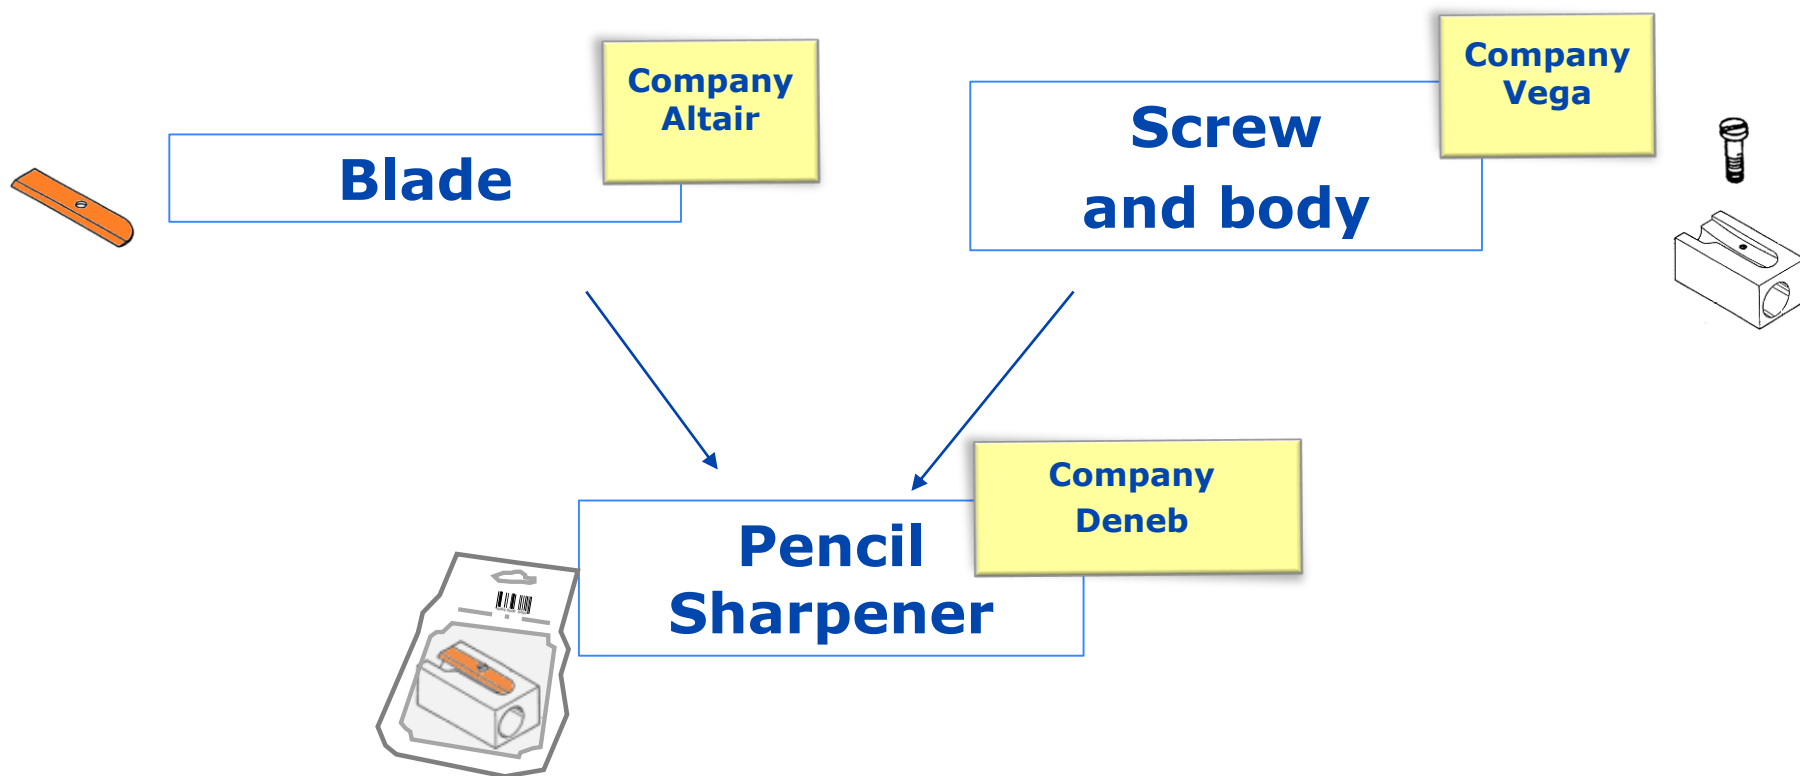 Company
Altair
Blade
Company
Vega
Screw
and body
Company
Deneb
Pencil
Sharpener